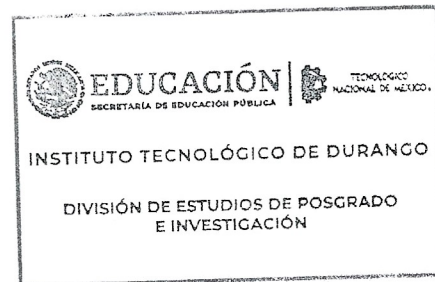 EDUCACIÓN
SECRETARÍA DE EDUCACIÓN PÚBLICA
TECNOLÓGICO
NACIONAL DE MÉXICO®
INSTITUTO TECNOLÓGICO DE DURANGO
DIVISIÓN DE ESTUDIOS DE POSGRADO
E INVESTIGACIÓN